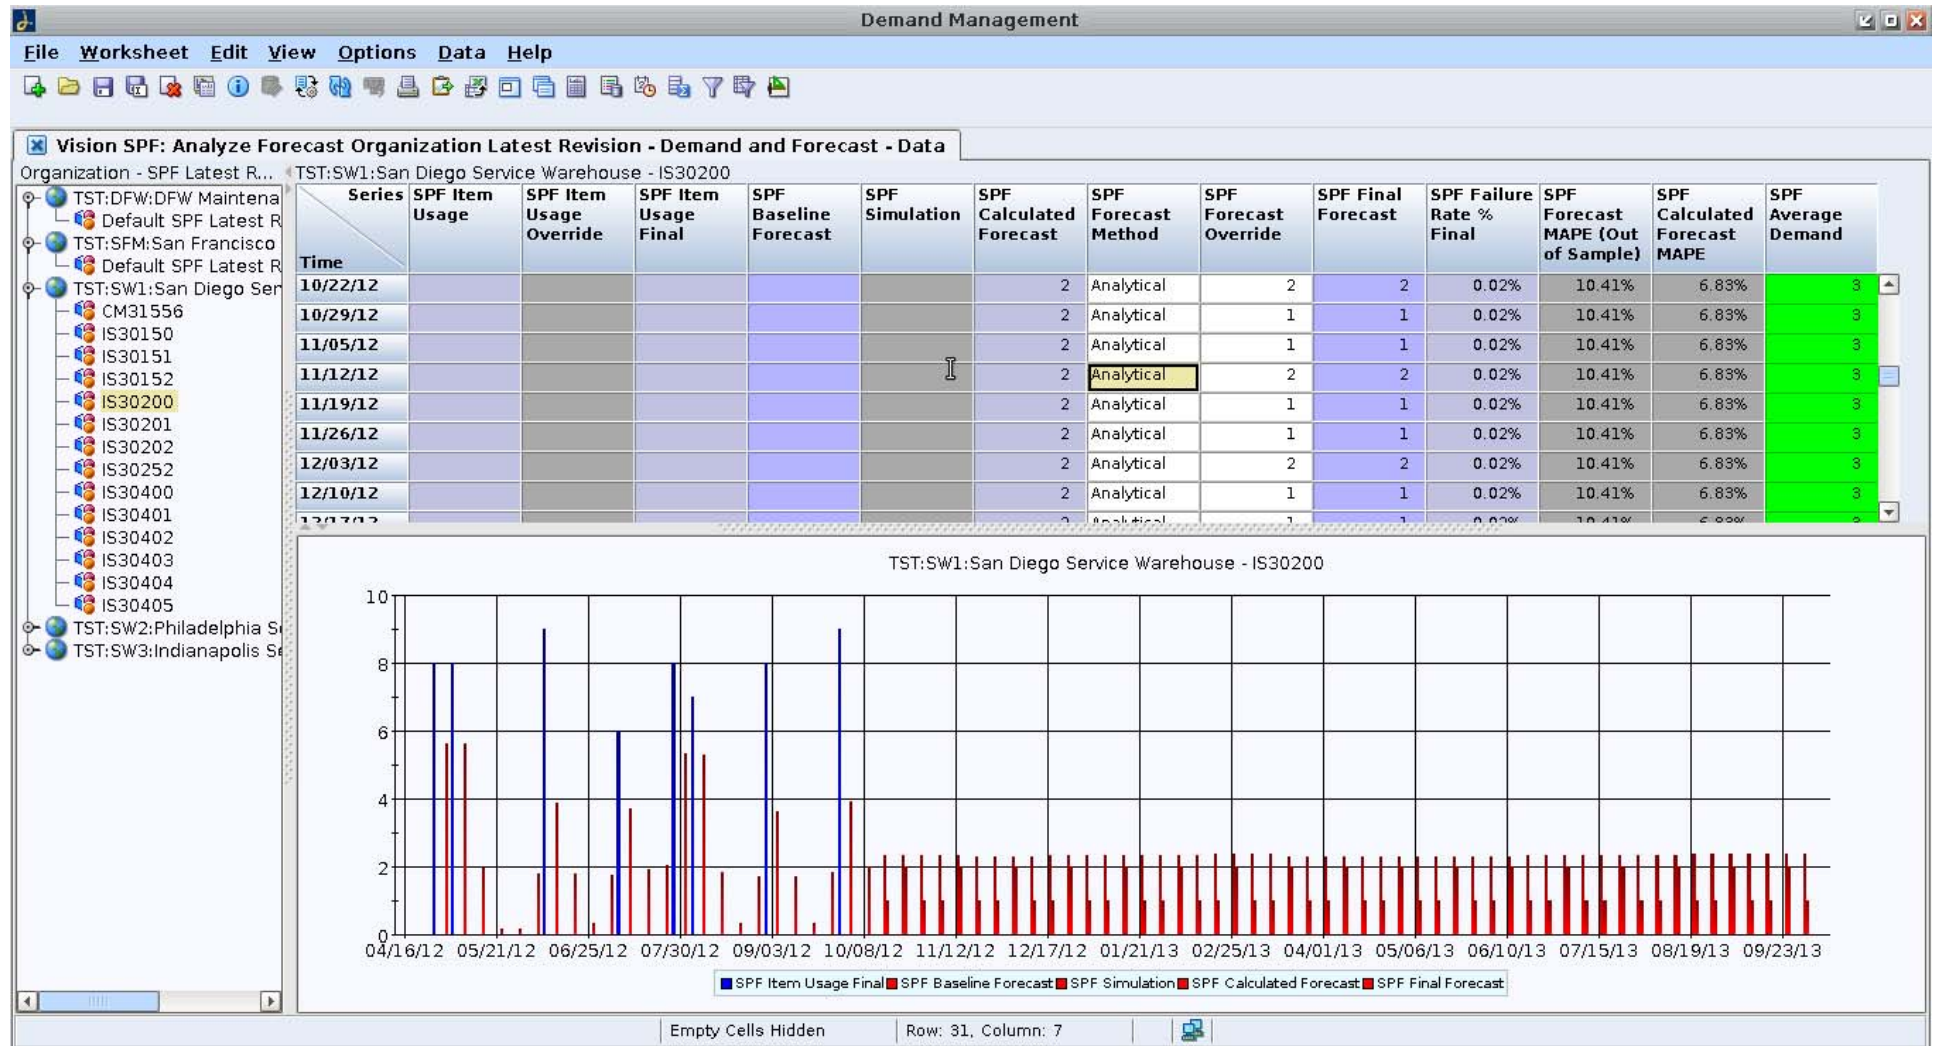 Demand Management
File Worksheet Edit View Options Data Help
Vision SPF: Analyze Forecast Organization Latest Revision - Demand and Forecast - Data
Organization - SPF Latest R...
TST:DFW:DFW Maintena
Default SPF Latest R
TST:SFM:San Francisco
Default SPF Latest R
TST:SW1:San Diego Ser
CM31556
IS30150
IS30151
IS30152
IS30200
IS30201
IS30202
IS30252
IS30400
IS30401
IS30402
IS30403
IS30404
IS30405
TST:SW2:Philadelphia S
TST:SW3:Indianapolis Se
TST:SW1:San Diego Service Warehouse - IS30200
Series SPF Item SPF Item SPF Item SPF SPF SPF SPF SPF SPF Final SPF Failure SPF SPF SPF
Usage Usage Usage Baseline Simulation Calculated Forecast Forecast Forecast Rate % Forecast Calculated Average
Override Final Forecast Forecast Method Override Final MAPE (Out Forecast Demand
Time of Sample) MAPE
10/22/12 2 Analytical 2 2 0.02% 10.41% 6.83% 3
10/29/12 2 Analytical 1 1 0.02% 10.41% 6.83% 3
11/05/12 2 Analytical 1 1 0.02% 10.41% 6.83% 3
11/12/12 2 Analytical 2 2 0.02% 10.41% 6.83% 3
11/19/12 2 Analytical 1 1 0.02% 10.41% 6.83% 3
11/26/12 2 Analytical 1 1 0.02% 10.41% 6.83% 3
12/03/12 2 Analytical 2 2 0.02% 10.41% 6.83% 3
12/10/12 2 Analytical 1 1 0.02% 10.41% 6.83% 3
TST:SW1:San Diego Service Warehouse - IS30200
10
8
6
4
2
0
04/16/12 05/21/12 06/25/12 07/30/12 09/03/12 10/08/12 11/12/12 12/17/12 01/21/13 02/25/13 04/01/13 05/06/13 06/10/13 07/15/13 08/19/13 09/23/13
SPF Item Usage Final SPF Baseline Forecast SPF Simulation SPF Calculated Forecast SPF Final Forecast
Empty Cells Hidden Row: 31, Column: 7